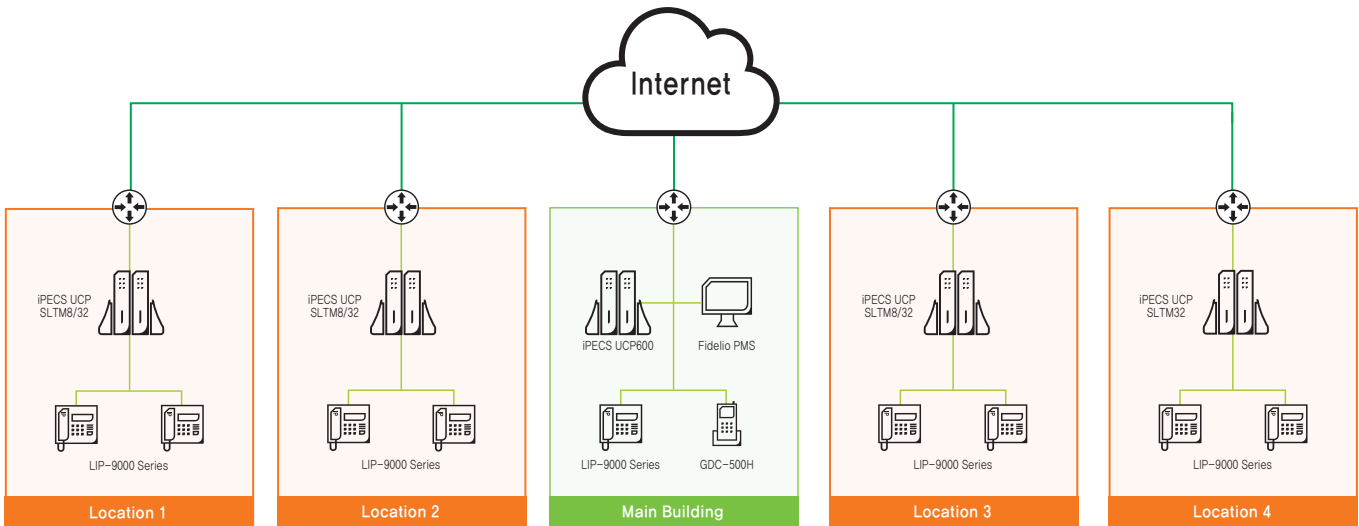 Internet
iPECS UCP
SLTM8/32
LIP-9000 Series
Location 1
iPECS UCP
SLTM8/32
LIP-9000 Series
Location 2
iPECS UCP600
Fidelio PMS
LIP-9000 Series
GDC-500H
Main Building
iPECS UCP
SLTM8/32
LIP-9000 Series
Location 3
iPECS UCP
SLTM32
LIP-9000 Series
Location 4